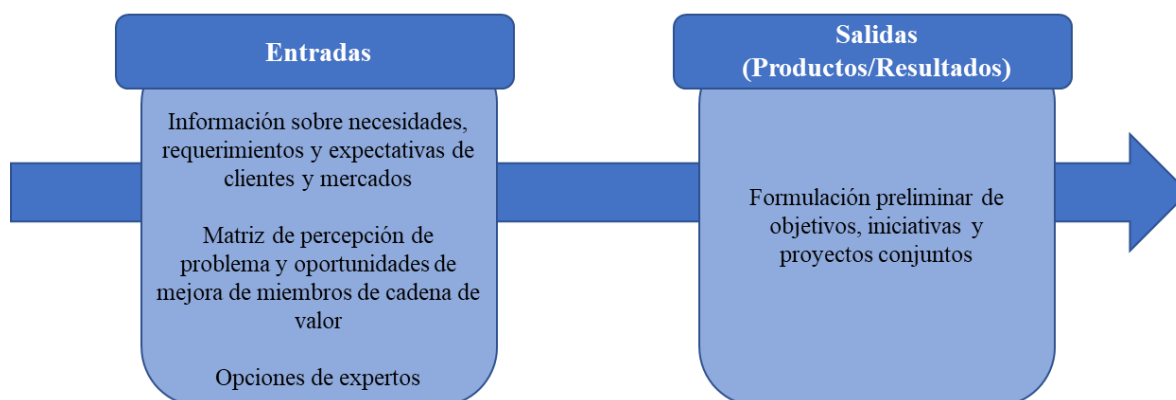 Entradas
Información sobre necesidades,
requerimientos y expectativas de
clientes y mercados
Matriz de percepción de
problema y oportunidades de
mejora de miembros de cadena de
valor
Opciones de expertos
Salidas
(Productos/Resultados)
Formulación preliminar de
objetivos, iniciativas y
proyectos conjuntos